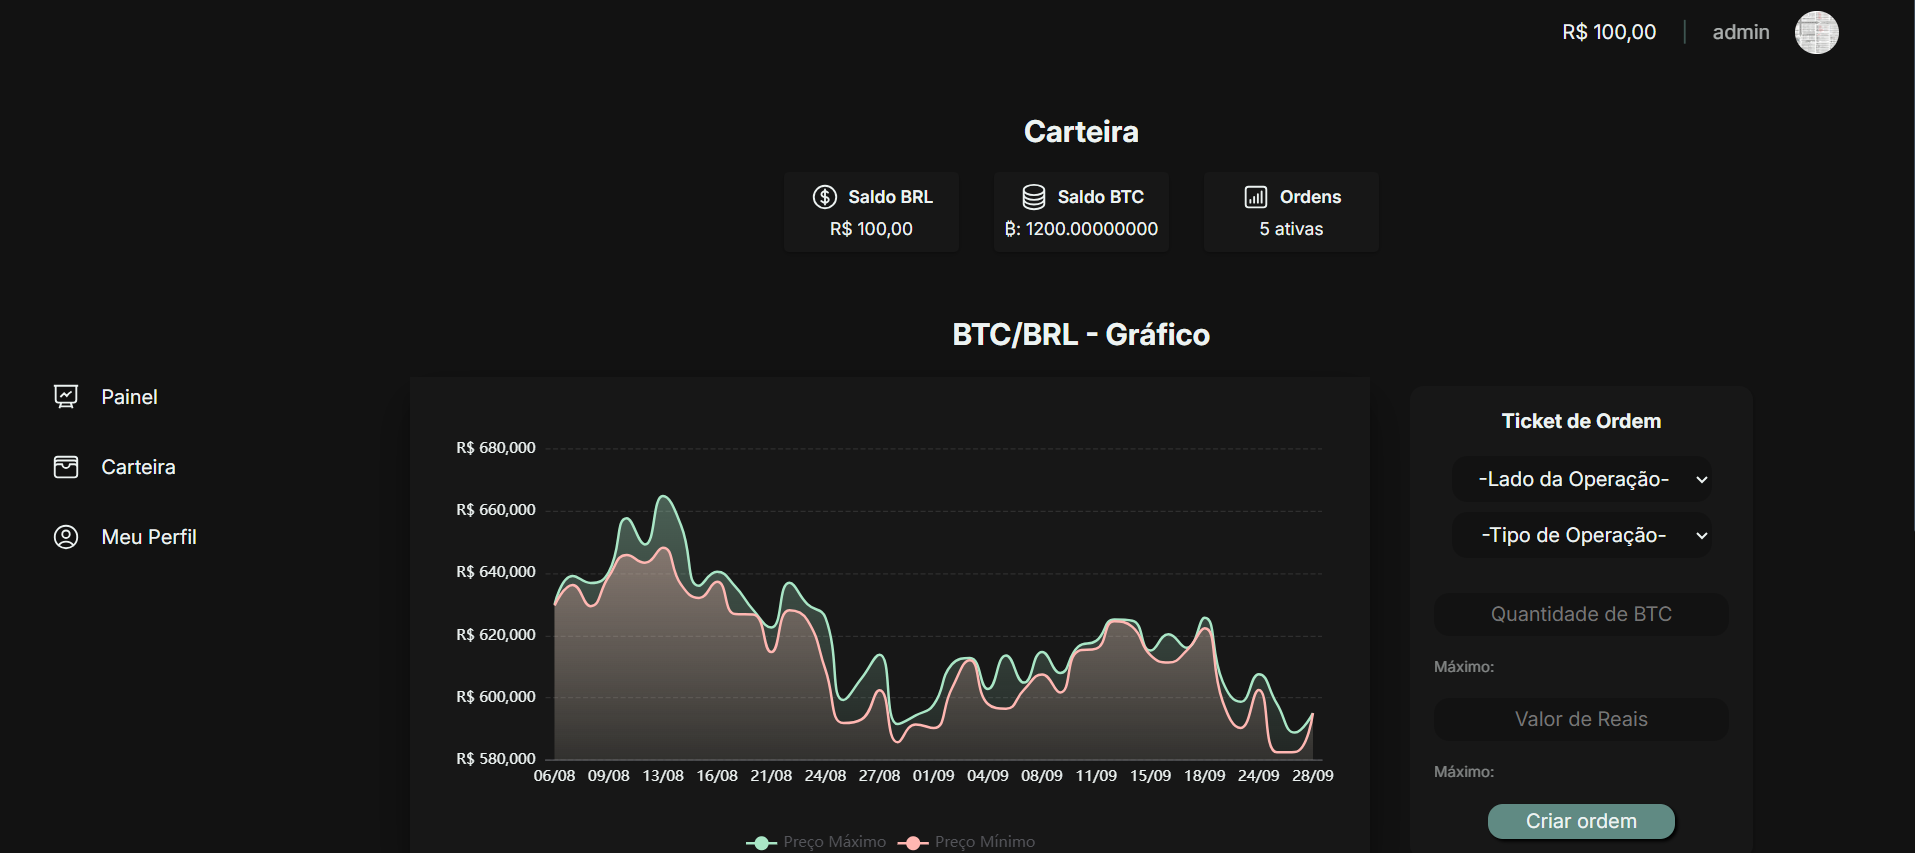 R$ 100,00 | admin
Carteira
Saldo BRL
R$ 100,00
Saldo BTC
₿: 1200.00000000
Ordens
5 ativas
BTC/BRL - Gráfico
Painel
Carteira
Meu Perfil
R$ 680,000
R$ 660,000
R$ 640,000
R$ 620,000
R$ 600,000
R$ 580,000
06/08 09/08 13/08 16/08 21/08 24/08 27/08 01/09 04/09 08/09 11/09 15/09 18/09 24/09 28/09
Preço Máximo Preço Mínimo
Ticket de Ordem
-Lado da Operação-
-Tipo de Operação-
Quantidade de BTC
Máximo:
Valor de Reais
Máximo:
Criar ordem